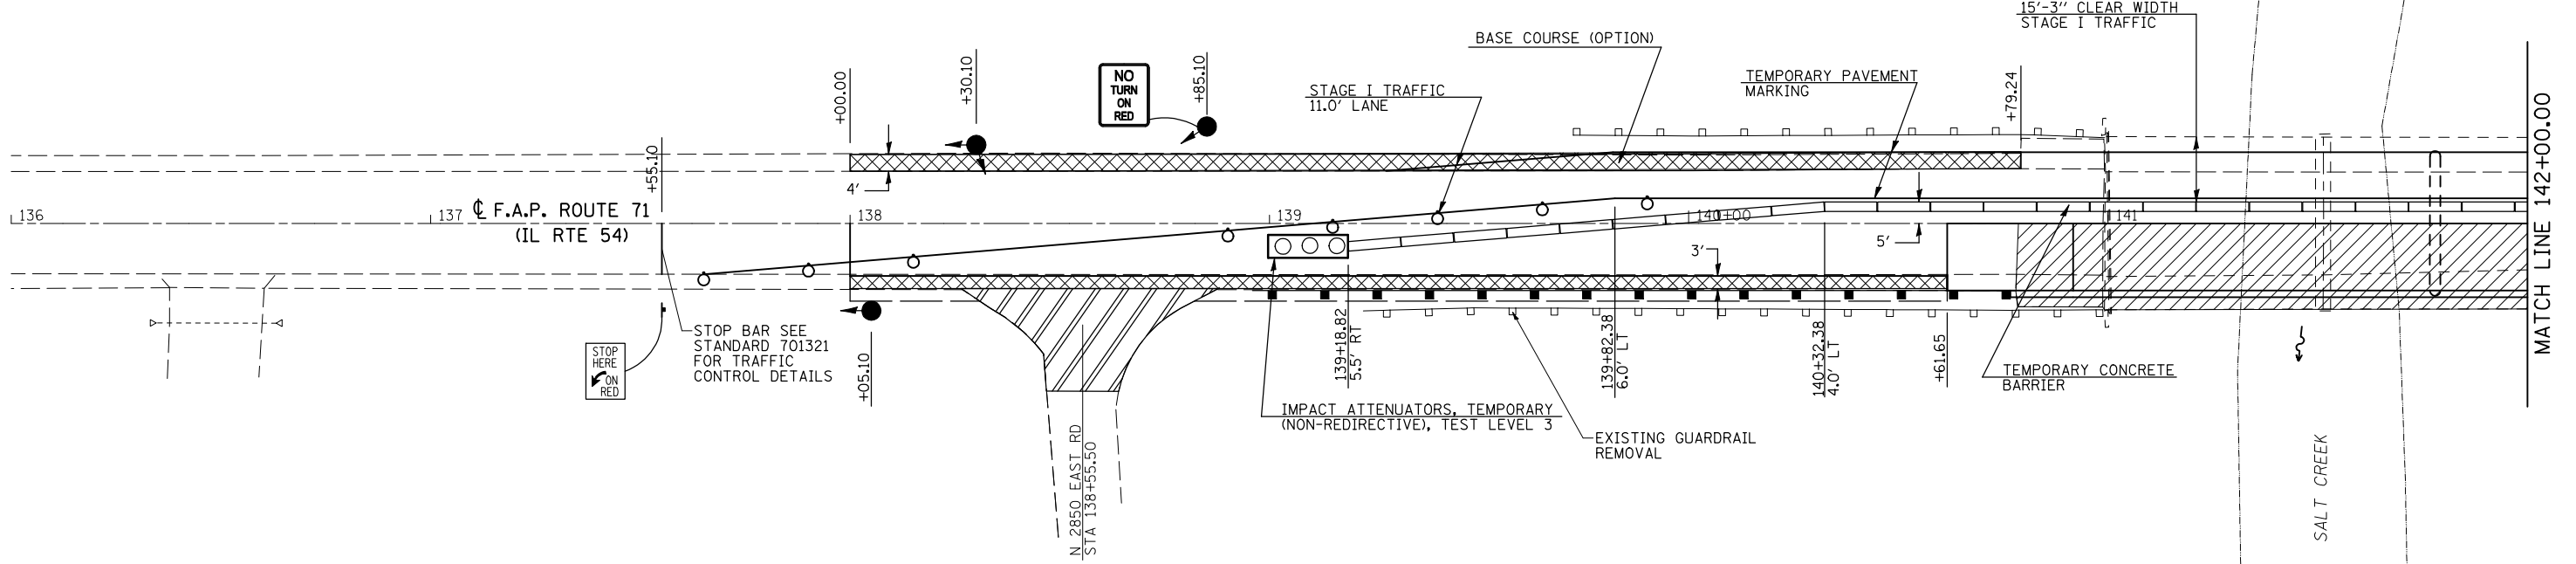 15'-3" CLEAR WIDTH
STAGE I TRAFFIC
BASE COURSE (OPTION)
TEMPORARY PAVEMENT
MARKING
STAGE I TRAFFIC
11.0' LANE
NO
TURN
ON
RED
+00.00
+30.10
+85.10
+79.24
+55.10
4'
136
137
138
139
140+00
141
℄ F.A.P. ROUTE 71
(IL RTE 54)
3'
5'
STOP
HERE
ON
RED
STOP BAR SEE
STANDARD 701321
FOR TRAFFIC
CONTROL DETAILS
+05.10
N 2850 EAST RD
STA 138+55.50
139+18.82
5.5' RT
139+82.38
6.0' LT
140+32.38
4.0' LT
+61.65
IMPACT ATTENUATORS, TEMPORARY
(NON-REDIRECTIVE), TEST LEVEL 3
EXISTING GUARDRAIL
REMOVAL
TEMPORARY CONCRETE
BARRIER
SALT CREEK
MATCH LINE 142+00.00